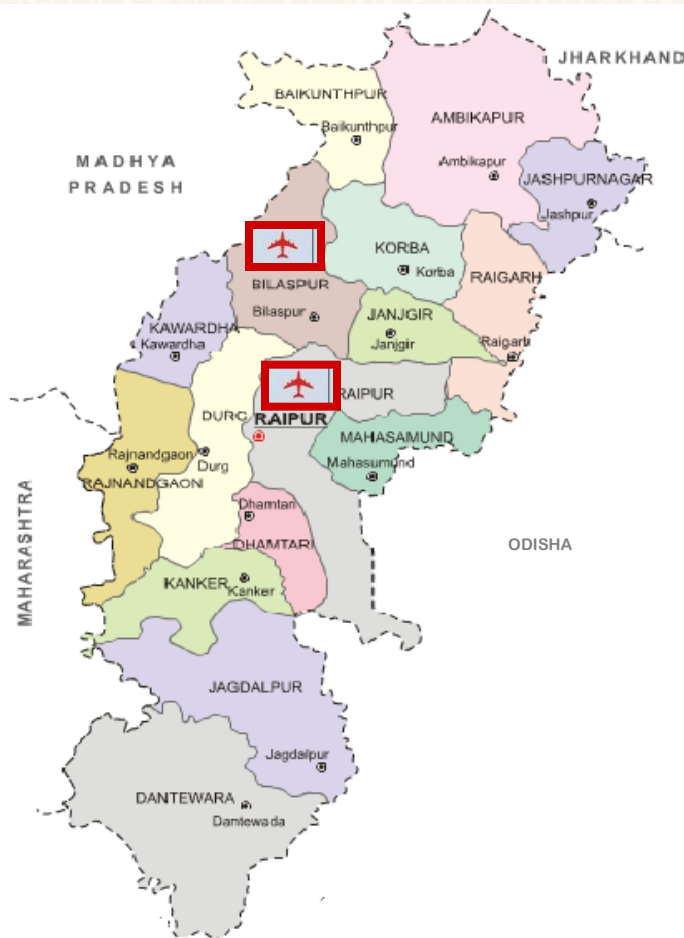 JHARKHAND
BAIKUNTHPUR
Baikunthpur
AMBIKAPUR
Ambikapur
MADHYA
PRADESH
JASHPURNAGAR
Jashpur
KORBA
Korba
RAIGARH
Raigarh
BILASPUR
Bilaspur
JANJGIR
Janjgir
KAWARDHA
Kawardha
RAIPUR
DURG
RAIPUR
Durg
MAHASAMUND
Mahasumund
Rajnandgaon
RAJNANDGAON
MAHARASHTRA
Dhamtari
DHAMTARI
ODISHA
KANKER
Kanker
JAGDALPUR
Jagdalpur
DANTEWARA
Dantewada